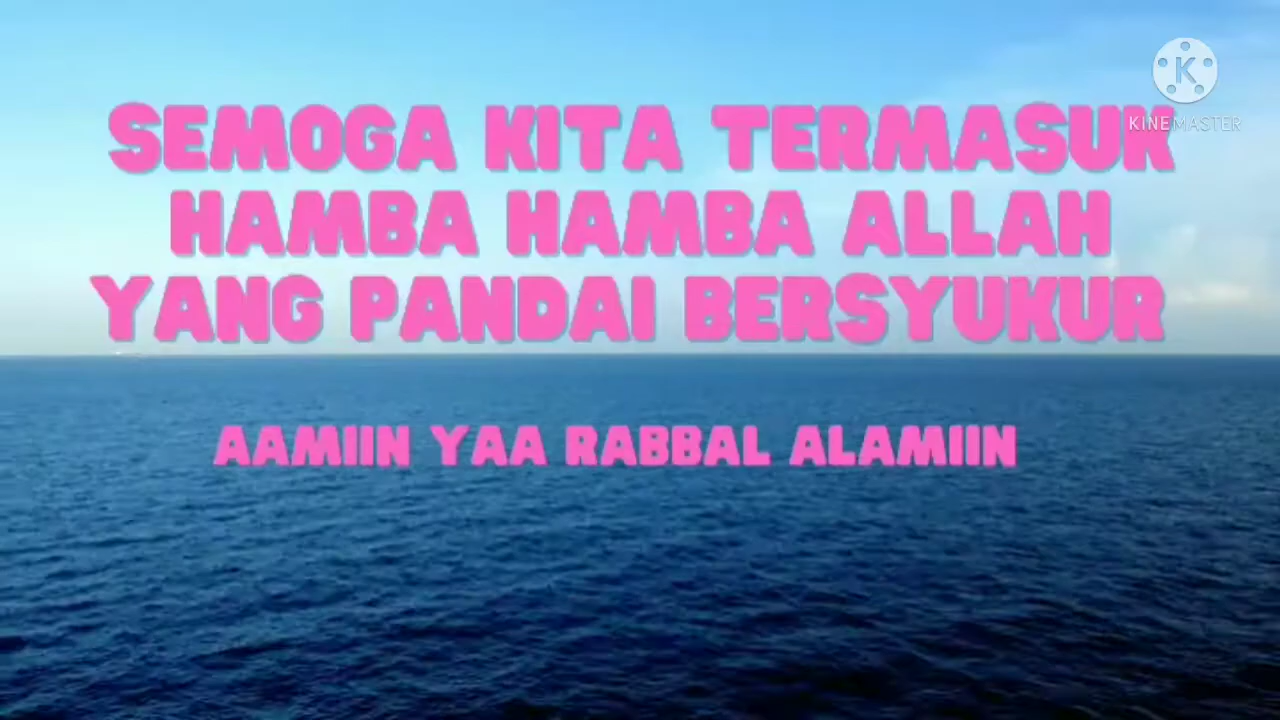 SEMOGA KITA TERMASUK
HAMBA HAMBA ALLAH
YANG PANDAI BERSYUKUR
AAMIIN YAA RABBAL ALAMIIN
K
KINEMASTER